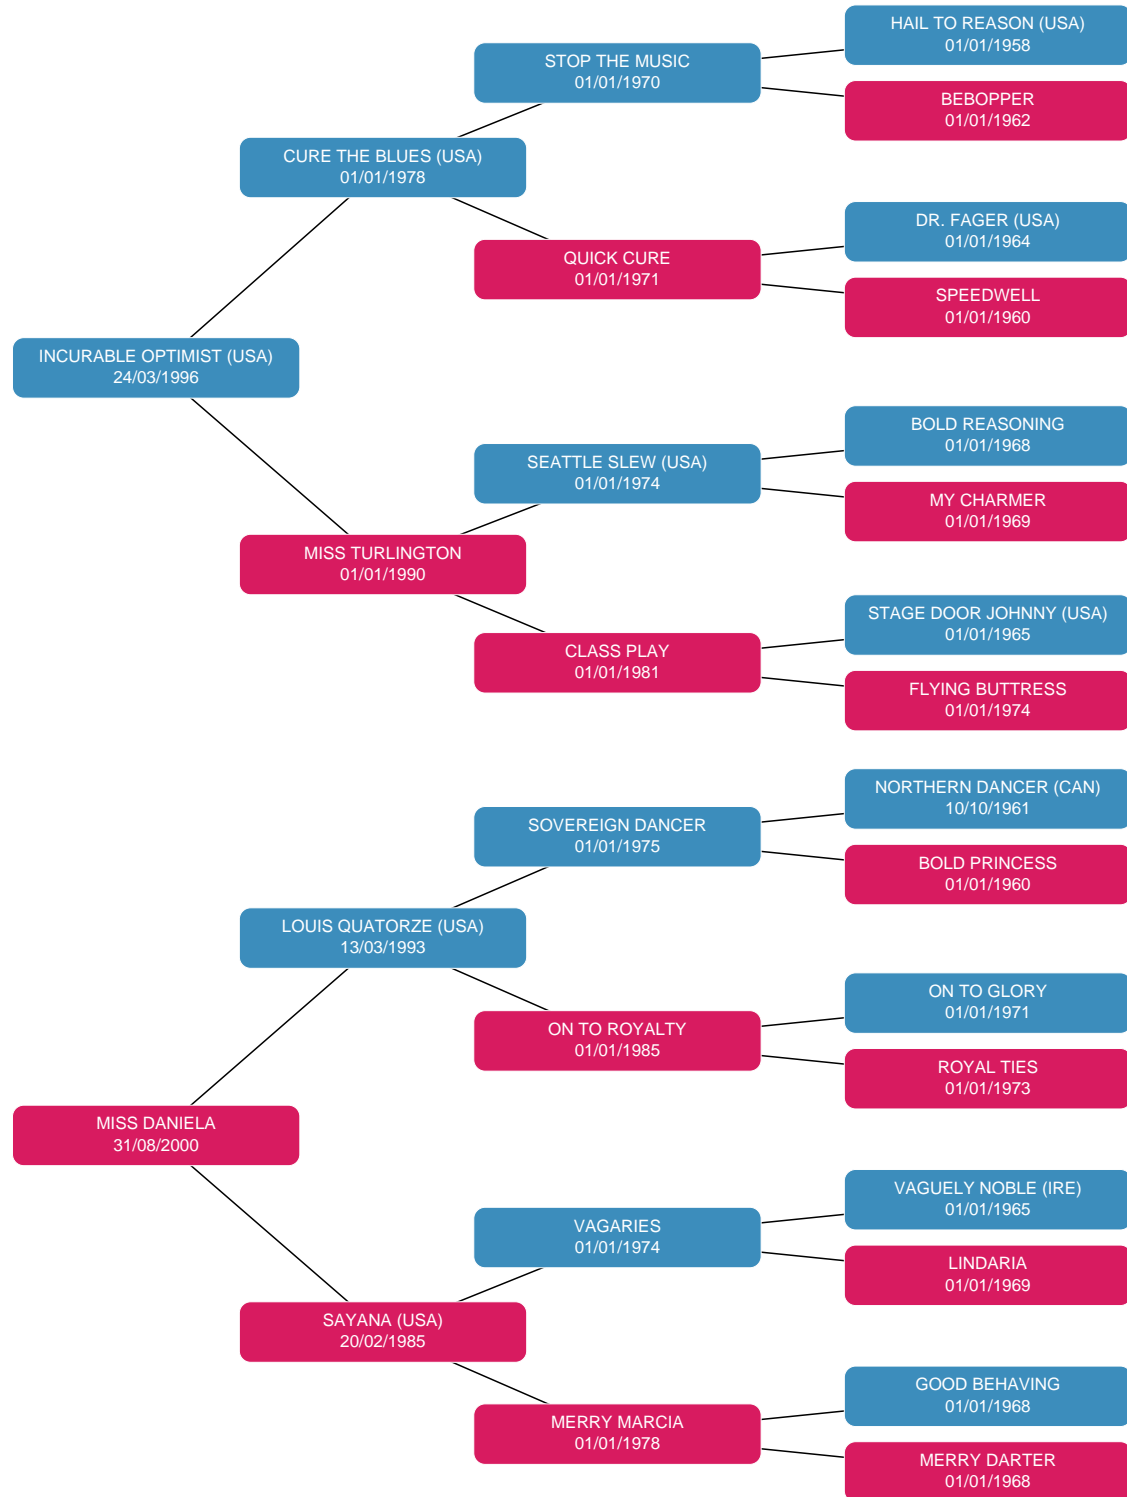 HAIL TO REASON (USA)
01/01/1958
STOP THE MUSIC
01/01/1970
BEBOPPER
01/01/1962
CURE THE BLUES (USA)
01/01/1978
DR. FAGER (USA)
01/01/1964
QUICK CURE
01/01/1971
SPEEDWELL
01/01/1960
INCURABLE OPTIMIST (USA)
24/03/1996
BOLD REASONING
01/01/1968
SEATTLE SLEW (USA)
01/01/1974
MY CHARMER
01/01/1969
MISS TURLINGTON
01/01/1990
STAGE DOOR JOHNNY (USA)
01/01/1965
CLASS PLAY
01/01/1981
FLYING BUTTRESS
01/01/1974
NORTHERN DANCER (CAN)
10/10/1961
SOVEREIGN DANCER
01/01/1975
BOLD PRINCESS
01/01/1960
LOUIS QUATORZE (USA)
13/03/1993
ON TO GLORY
01/01/1971
ON TO ROYALTY
01/01/1985
ROYAL TIES
01/01/1973
MISS DANIELA
31/08/2000
VAGUELY NOBLE (IRE)
01/01/1965
VAGARIES
01/01/1974
LINDARIA
01/01/1969
SAYANA (USA)
20/02/1985
GOOD BEHAVING
01/01/1968
MERRY MARCIA
01/01/1978
MERRY DARTER
01/01/1968